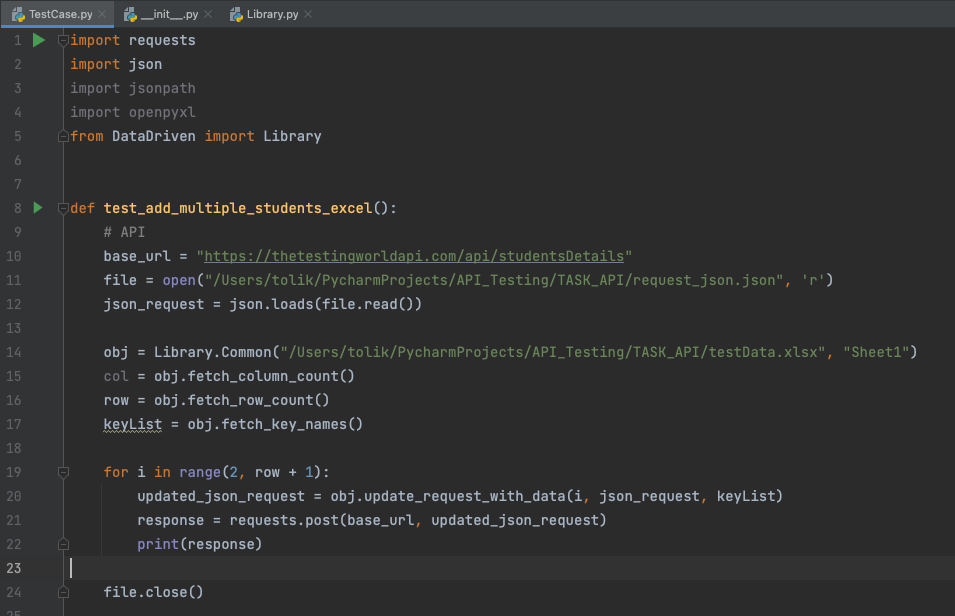 TestCase.py × __init__.py × Library.py ×
1 import requests
2 import json
3 import jsonpath
4 import openpyxl
5 from DataDriven import Library
6
7
8 def test_add_multiple_students_excel():
9     # API
10     base_url = "https://thetestingworldapi.com/api/studentsDetails"
11     file = open("/Users/tolik/PycharmProjects/API_Testing/TASK_API/request_json.json", 'r')
12     json_request = json.loads(file.read())
13
14     obj = Library.Common("/Users/tolik/PycharmProjects/API_Testing/TASK_API/testData.xlsx", "Sheet1")
15     col = obj.fetch_column_count()
16     row = obj.fetch_row_count()
17     keyList = obj.fetch_key_names()
18
19     for i in range(2, row + 1):
20         updated_json_request = obj.update_request_with_data(i, json_request, keyList)
21         response = requests.post(base_url, updated_json_request)
22         print(response)
23
24     file.close()
25